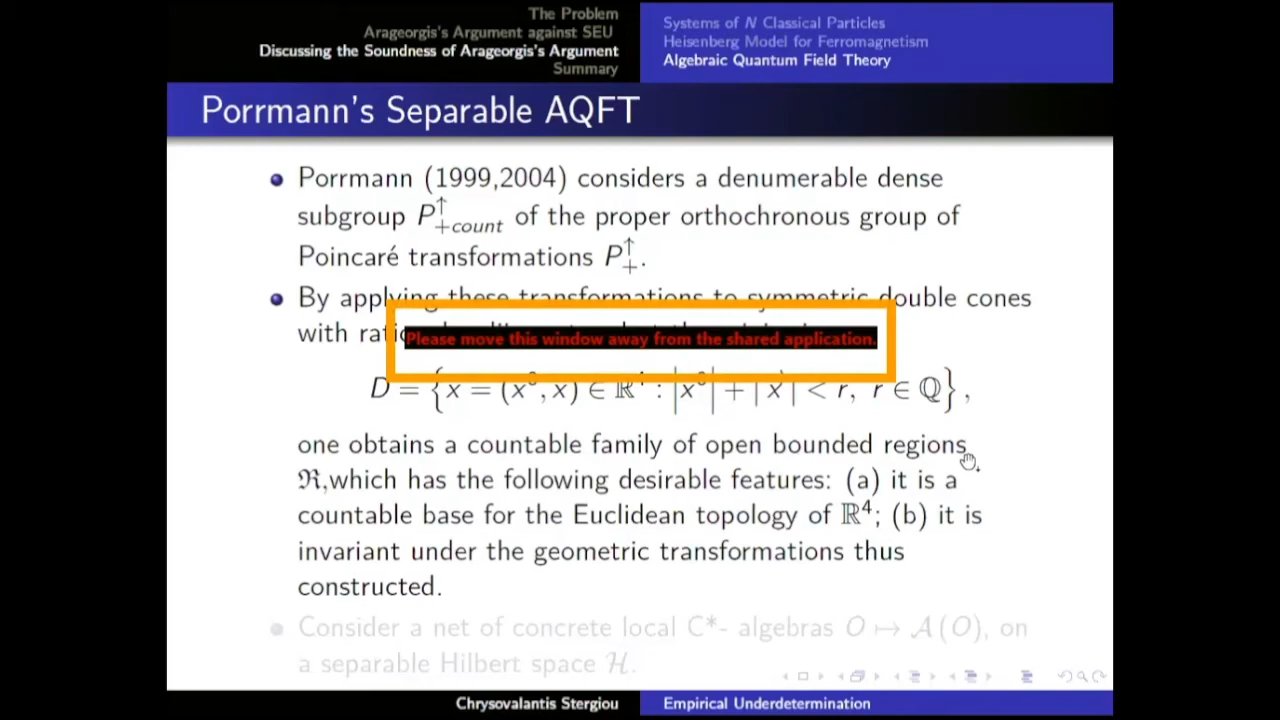 The Problem
Arageorgis's Argument against SEU
Discussing the Soundness of Arageorgis's Argument
Summary
Systems of N Classical Particles
Heisenberg Model for Ferromagnetism
Algebraic Quantum Field Theory
Porrmann's Separable AQFT
Porrmann (1999,2004) considers a denumerable dense
subgroup P↑+count of the proper orthochronous group of
Poincaré transformations P↑+.
By applying these transformations to symmetric double cones
with
Please move this window away from the shared application.
D = {x = (x⁰, x) ∈ ℝ⁴ : |x⁰| + |x| < r, r ∈ ℚ},
one obtains a countable family of open bounded regions
ℜ,which has the following desirable features: (a) it is a
countable base for the Euclidean topology of ℝ⁴; (b) it is
invariant under the geometric transformations thus
constructed.
Consider a net of concrete local C*- algebras O ↦ 𝒜(O), on
a separable Hilbert space ℋ.
Chrysovalantis Stergiou
Empirical Underdetermination